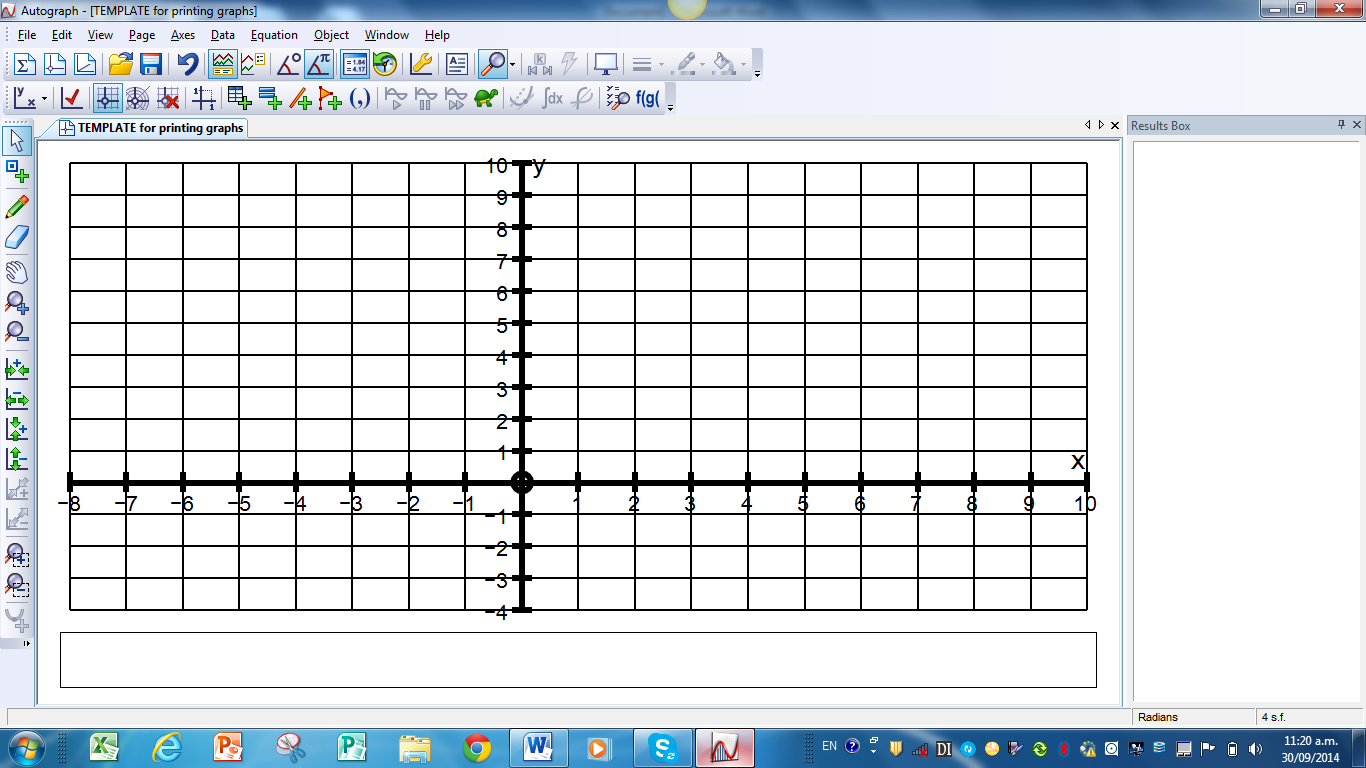 Autograph - [TEMPLATE for printing graphs]
File Edit View Page Axes Data Equation Object Window Help
TEMPLATE for printing graphs
Results Box
10 y
9
8
7
6
5
4
3
2
1
x
−8 −7 −6 −5 −4 −3 −2 −1 1 2 3 4 5 6 7 8 9 10
−1
−2
−3
−4
Radians 4 s.f.
EN DI 11:20 a.m.
30/09/2014